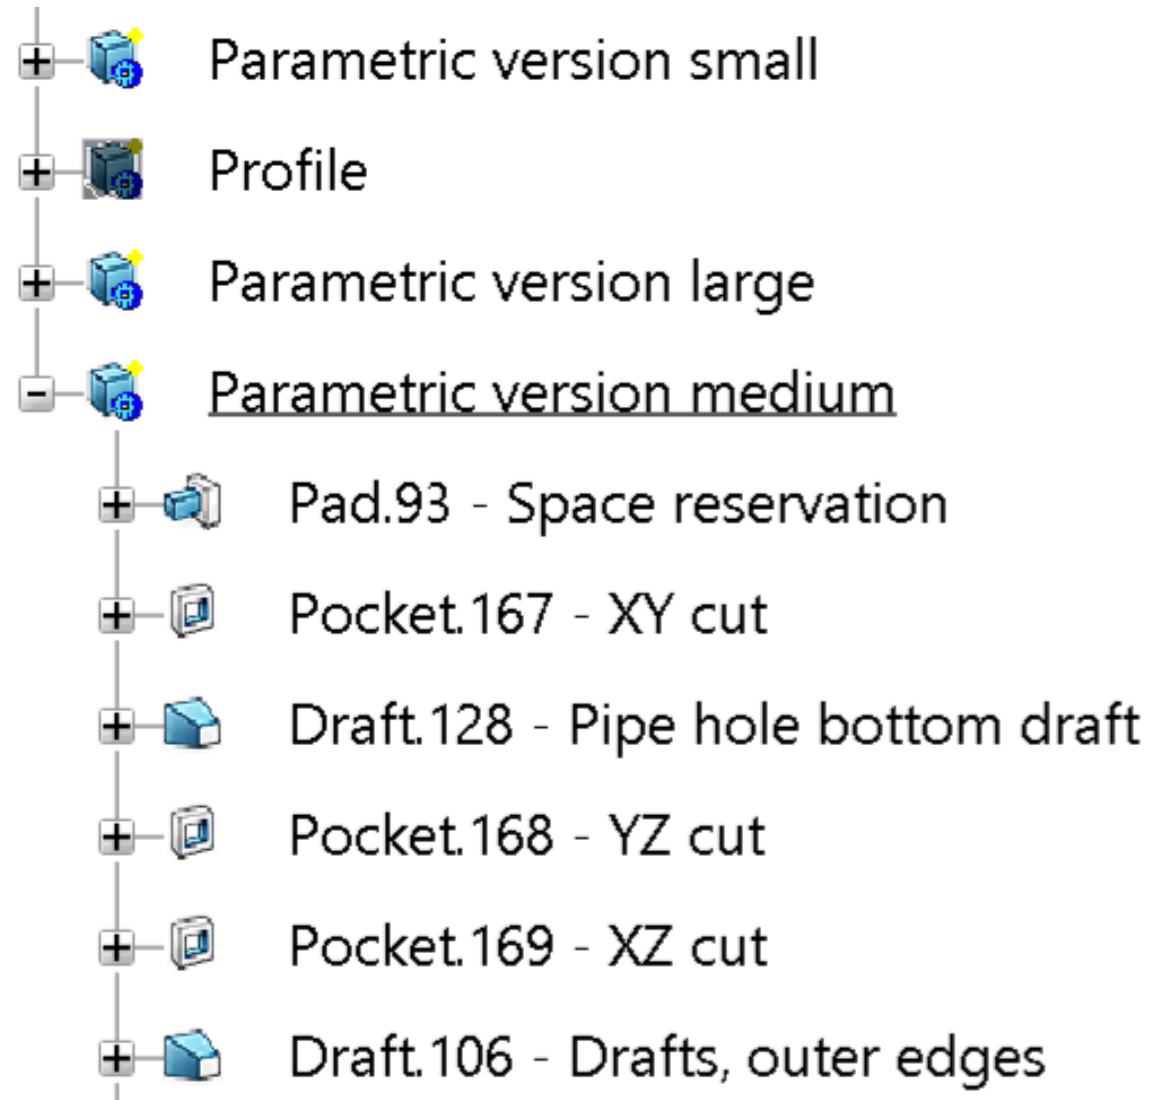 Parametric version small
Profile
Parametric version large
Parametric version medium
Pad.93 - Space reservation
Pocket.167 - XY cut
Draft.128 - Pipe hole bottom draft
Pocket.168 - YZ cut
Pocket.169 - XZ cut
Draft.106 - Drafts, outer edges